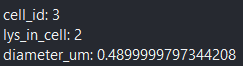 cell_id: 3
lys_in_cell: 2
diameter_um: 0.4899999797344208